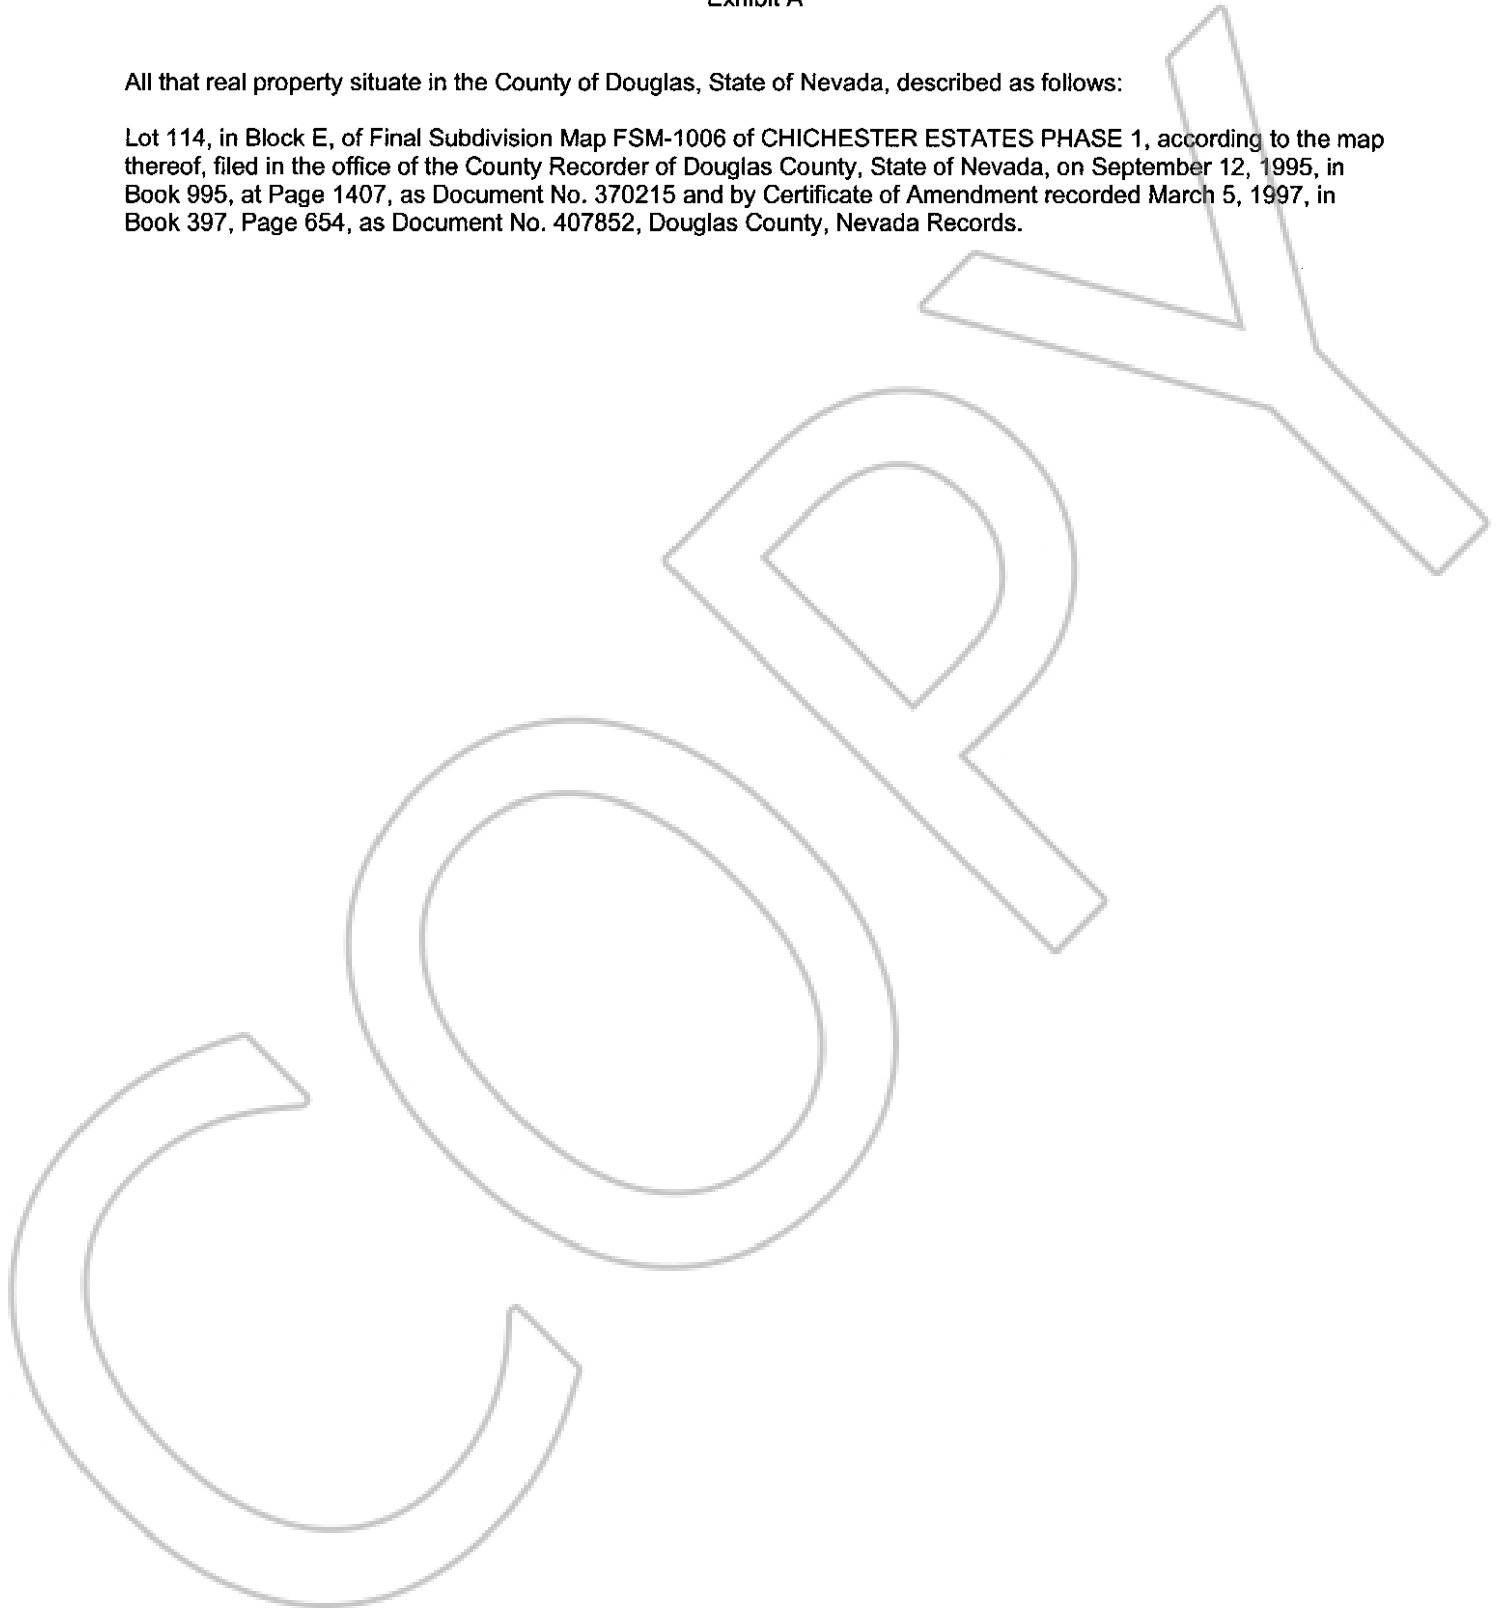 Exhibit A
All that real property situate in the County of Douglas, State of Nevada, described as follows:
Lot 114, in Block E, of Final Subdivision Map FSM-1006 of CHICHESTER ESTATES PHASE 1, according to the map
thereof, filed in the office of the County Recorder of Douglas County, State of Nevada, on September 12, 1995, in
Book 995, at Page 1407, as Document No. 370215 and by Certificate of Amendment recorded March 5, 1997, in
Book 397, Page 654, as Document No. 407852, Douglas County, Nevada Records.
COPY